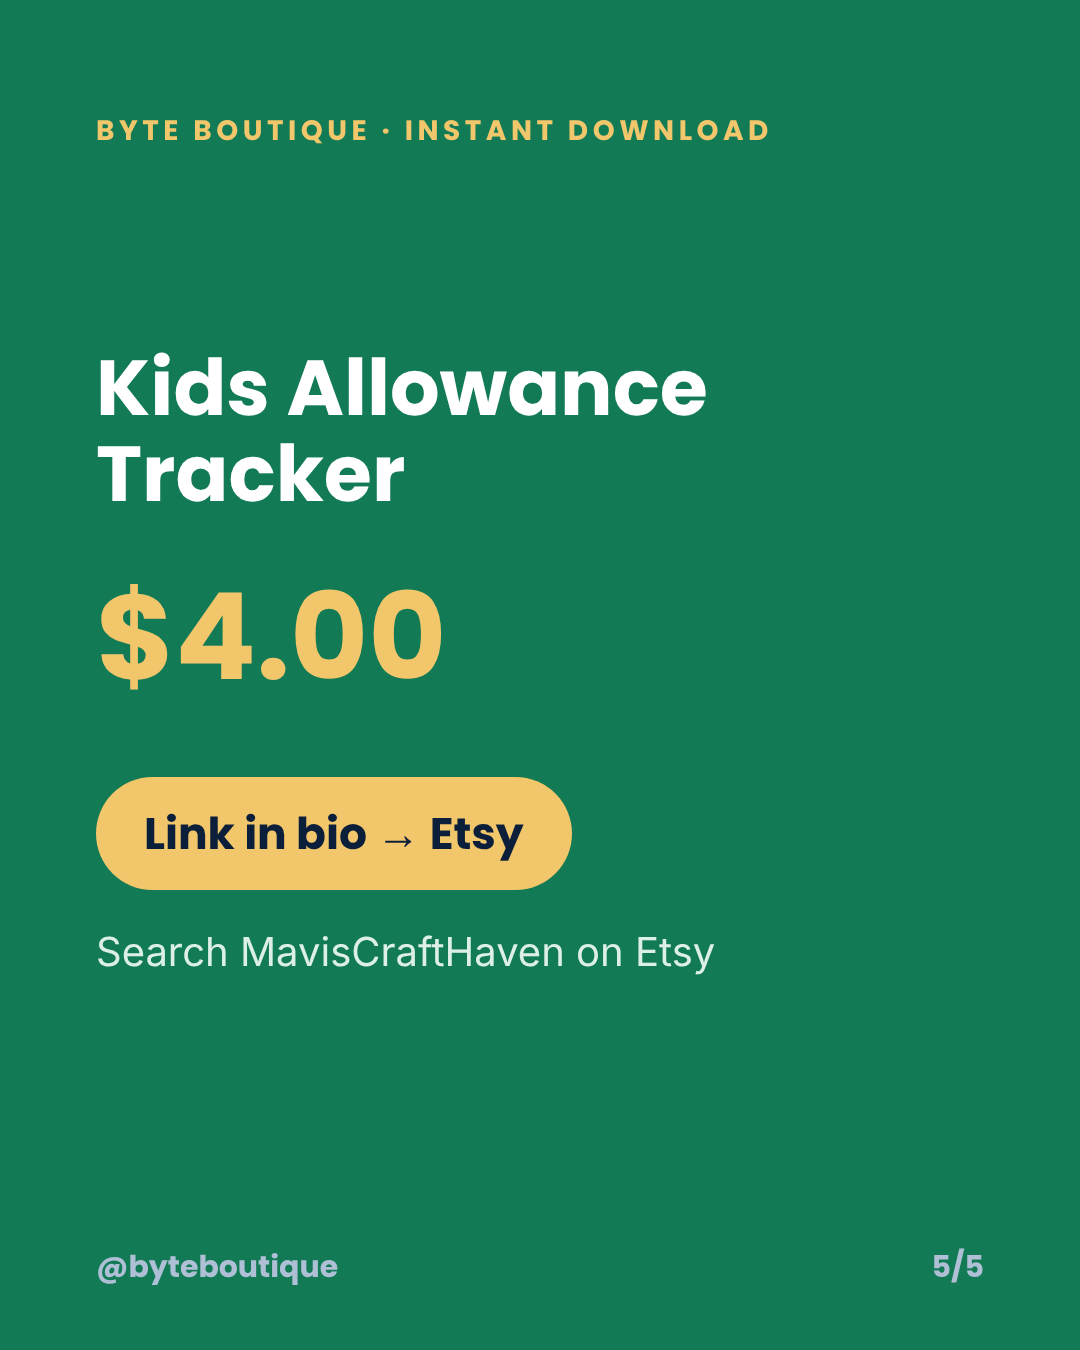 BYTE BOUTIQUE · INSTANT DOWNLOAD
Kids Allowance
Tracker
$4.00
Link in bio → Etsy
Search MavisCraftHaven on Etsy
@byteboutique
5/5